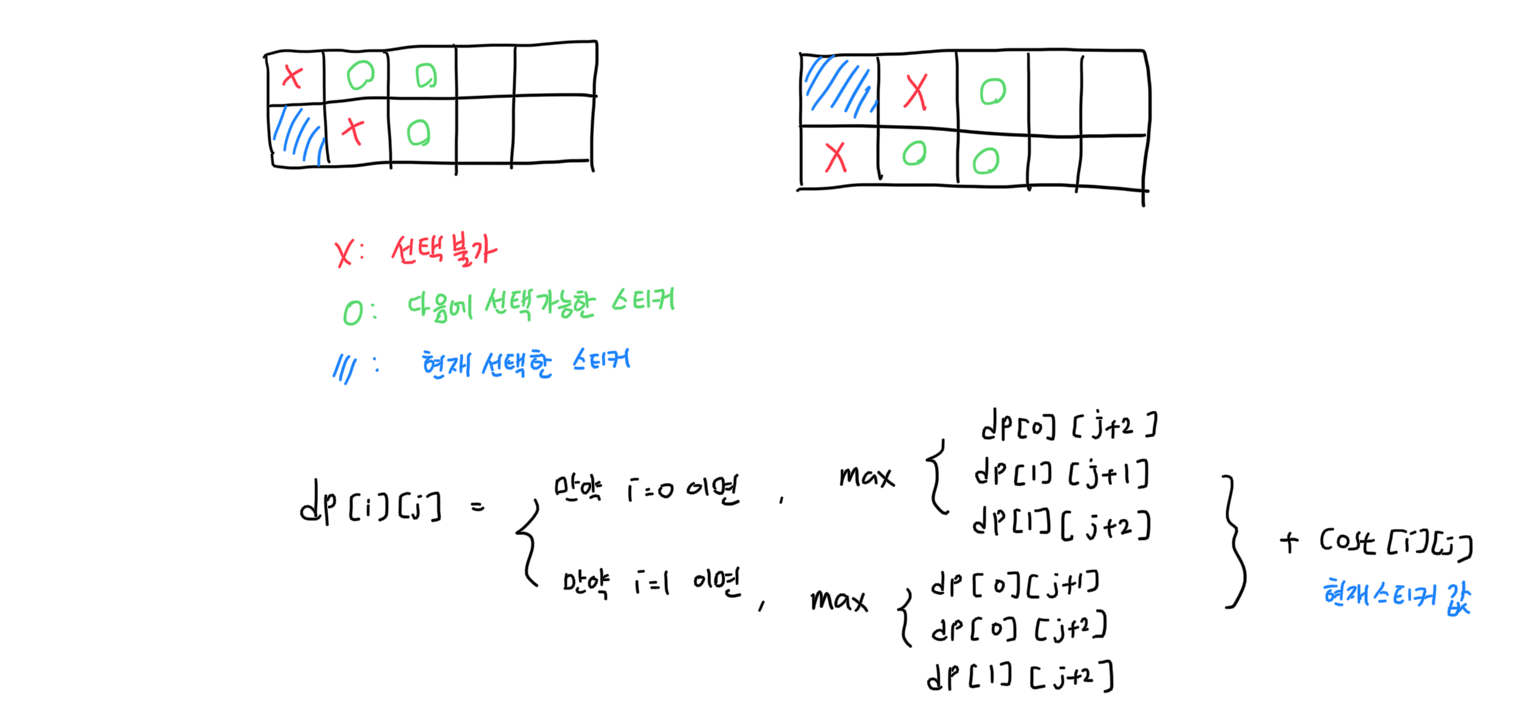 X O O
X O
X O
X O O
X: 선택불가
O: 다음에 선택가능한 스티커
///: 현재 선택한 스티커
dp[i][j] = { 만약 i=0 이면, max { dp[0][j+2]
dp[1][j+1]
dp[1][j+2]
만약 i=1 이면, max { dp[0][j+1]
dp[0][j+2]
dp[1][j+2]
} + cost[i][j]
현재스티커 값